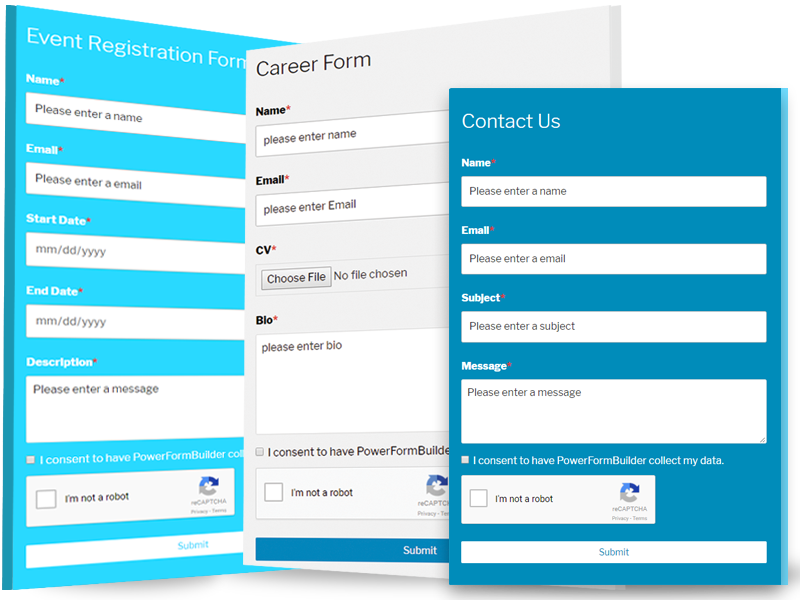 Event Registration Form
Name*
Please enter a name
Email*
Please enter a email
Start Date*
mm/dd/yyyy
End Date*
mm/dd/yyyy
Description*
Please enter a message
I consent to have PowerFormBuilder coll
I'm not a robot
reCAPTCHA
Privacy - Terms
Submit
Career Form
Name*
please enter name
Email*
please enter Email
CV*
Choose File No file chosen
Bio*
please enter bio
I consent to have PowerFormBuilde
I'm not a robot
reCAPTC
Privacy - Term
Submit
Contact Us
Name*
Please enter a name
Email*
Please enter a email
Subject*
Please enter a subject
Message*
Please enter a message
I consent to have PowerFormBuilder collect my data.
I'm not a robot
reCAPTCHA
Privacy - Terms
Submit